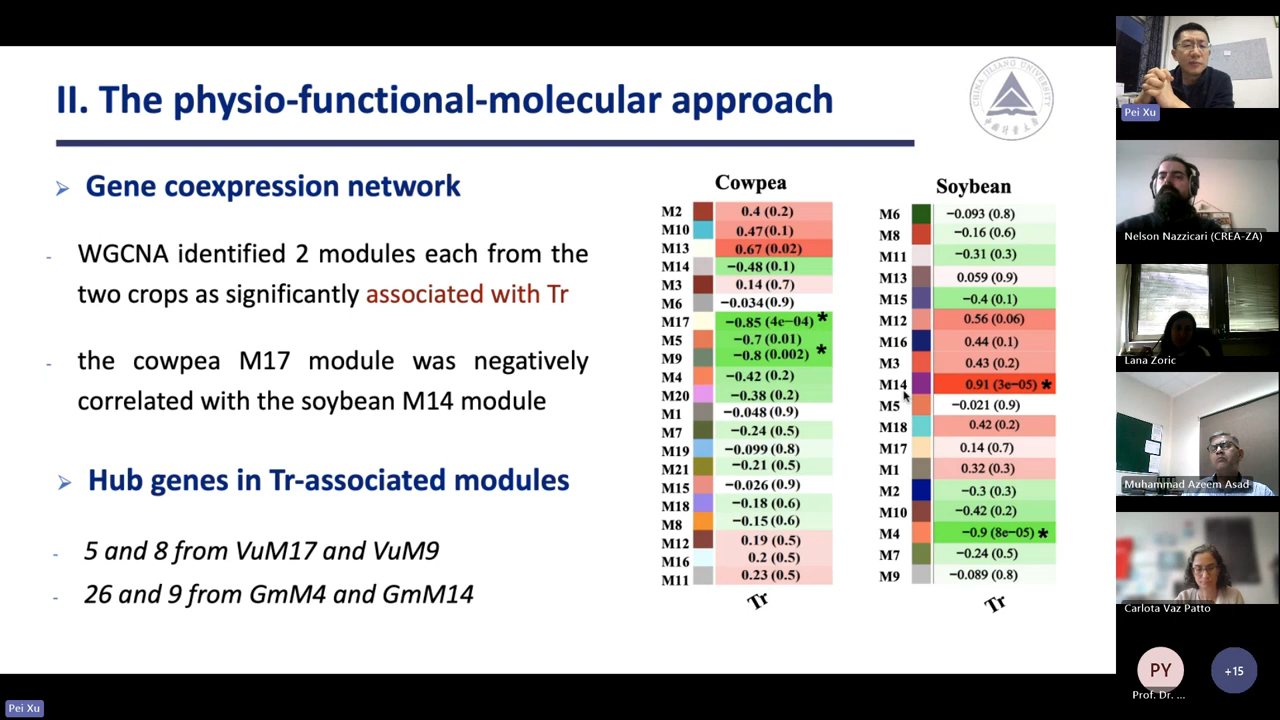 II. The physio-functional-molecular approach
CHINA JILIANG UNIVERSITY
中国计量大学
Gene coexpression network
- WGCNA identified 2 modules each from the
two crops as significantly associated with Tr
- the cowpea M17 module was negatively
correlated with the soybean M14 module
Hub genes in Tr-associated modules
- 5 and 8 from VuM17 and VuM9
- 26 and 9 from GmM4 and GmM14
Cowpea
M2 0.4 (0.2)
M10 0.47 (0.1)
M13 0.67 (0.02)
M14 −0.48 (0.1)
M3 0.14 (0.7)
M6 −0.034 (0.9)
M17 −0.85 (4e−04) *
M5 −0.7 (0.01)
M9 −0.8 (0.002) *
M4 −0.42 (0.2)
M20 −0.38 (0.2)
M1 −0.048 (0.9)
M7 −0.24 (0.5)
M19 −0.099 (0.8)
M21 −0.21 (0.5)
M15 −0.026 (0.9)
M18 −0.18 (0.6)
M8 −0.15 (0.6)
M12 0.19 (0.5)
M16 0.2 (0.5)
M11 0.23 (0.5)
Tr
Soybean
M6 −0.093 (0.8)
M8 −0.16 (0.6)
M11 −0.31 (0.3)
M13 0.059 (0.9)
M15 −0.4 (0.1)
M12 0.56 (0.06)
M16 0.44 (0.1)
M3 0.43 (0.2)
M14 0.91 (3e−05) *
M5 −0.021 (0.9)
M18 0.42 (0.2)
M17 0.14 (0.7)
M1 0.32 (0.3)
M2 −0.3 (0.3)
M10 −0.42 (0.2)
M4 −0.9 (8e−05) *
M7 −0.24 (0.5)
M9 −0.089 (0.8)
Tr
Pei Xu
Nelson Nazzicari (CREA-ZA)
Lana Zoric
Muhammad Azeem Asad
Carlota Vaz Patto
PY
Prof. Dr. ...
+15
Pei Xu